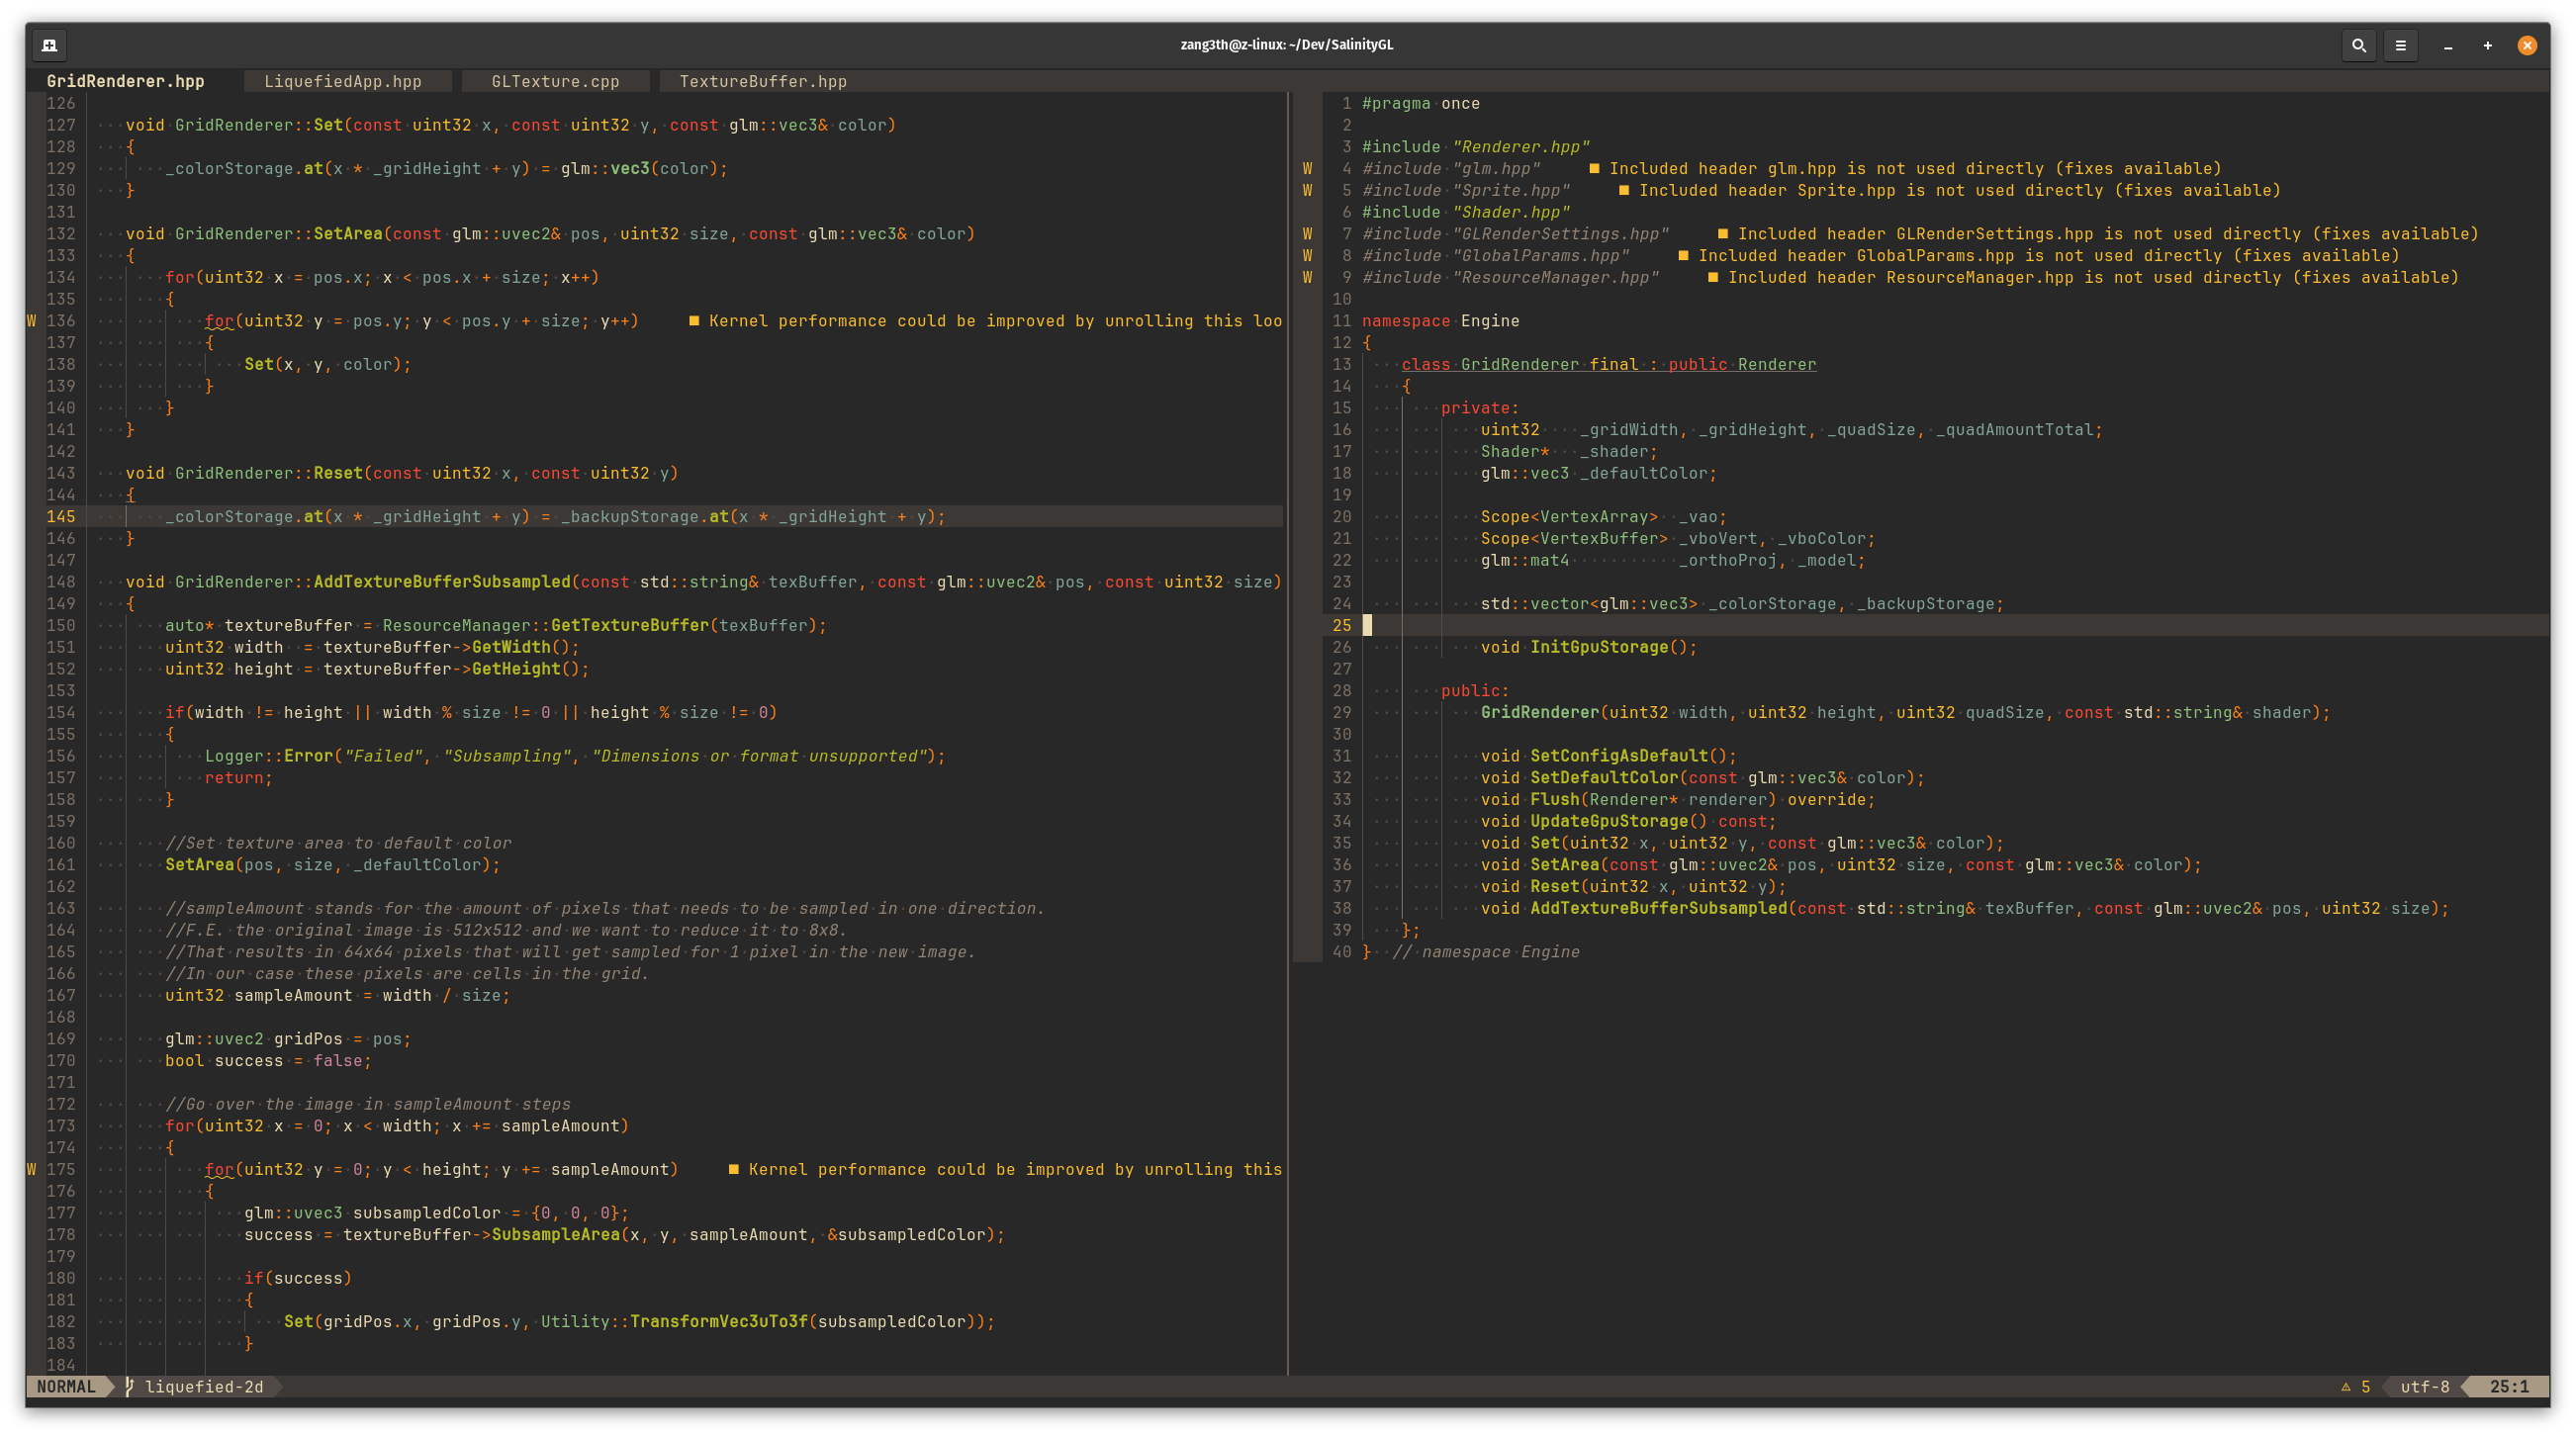 zang3th@z-linux: ~/Dev/SalinityGL
GridRenderer.hpp LiquefiedApp.hpp GLTexture.cpp TextureBuffer.hpp
126
127 void GridRenderer::Set(const uint32 x, const uint32 y, const glm::vec3& color)
128 {
129 _colorStorage.at(x * _gridHeight + y) = glm::vec3(color);
130 }
131
132 void GridRenderer::SetArea(const glm::uvec2& pos, uint32 size, const glm::vec3& color)
133 {
134 for(uint32 x = pos.x; x < pos.x + size; x++)
135 {
W 136 for(uint32 y = pos.y; y < pos.y + size; y++) ■ Kernel performance could be improved by unrolling this loo
137 {
138 Set(x, y, color);
139 }
140 }
141 }
142
143 void GridRenderer::Reset(const uint32 x, const uint32 y)
144 {
145 _colorStorage.at(x * _gridHeight + y) = _backupStorage.at(x * _gridHeight + y);
146 }
147
148 void GridRenderer::AddTextureBufferSubsampled(const std::string& texBuffer, const glm::uvec2& pos, const uint32 size)
149 {
150 auto* textureBuffer = ResourceManager::GetTextureBuffer(texBuffer);
151 uint32 width  = textureBuffer->GetWidth();
152 uint32 height = textureBuffer->GetHeight();
153
154 if(width != height || width % size != 0 || height % size != 0)
155 {
156 Logger::Error("Failed", "Subsampling", "Dimensions or format unsupported");
157 return;
158 }
159
160 //Set texture area to default color
161 SetArea(pos, size, _defaultColor);
162
163 //sampleAmount stands for the amount of pixels that needs to be sampled in one direction.
164 //F.E. the original image is 512x512 and we want to reduce it to 8x8.
165 //That results in 64x64 pixels that will get sampled for 1 pixel in the new image.
166 //In our case these pixels are cells in the grid.
167 uint32 sampleAmount = width / size;
168
169 glm::uvec2 gridPos = pos;
170 bool success = false;
171
172 //Go over the image in sampleAmount steps
173 for(uint32 x = 0; x < width; x += sampleAmount)
174 {
W 175 for(uint32 y = 0; y < height; y += sampleAmount) ■ Kernel performance could be improved by unrolling this
176 {
177 glm::uvec3 subsampledColor = {0, 0, 0};
178 success = textureBuffer->SubsampleArea(x, y, sampleAmount, &subsampledColor);
179
180 if(success)
181 {
182 Set(gridPos.x, gridPos.y, Utility::TransformVec3uTo3f(subsampledColor));
183 }
184
1 #pragma once
2
3 #include "Renderer.hpp"
W 4 #include "glm.hpp" ■ Included header glm.hpp is not used directly (fixes available)
W 5 #include "Sprite.hpp" ■ Included header Sprite.hpp is not used directly (fixes available)
6 #include "Shader.hpp"
W 7 #include "GLRenderSettings.hpp" ■ Included header GLRenderSettings.hpp is not used directly (fixes available)
W 8 #include "GlobalParams.hpp" ■ Included header GlobalParams.hpp is not used directly (fixes available)
W 9 #include "ResourceManager.hpp" ■ Included header ResourceManager.hpp is not used directly (fixes available)
10
11 namespace Engine
12 {
13 class GridRenderer final : public Renderer
14 {
15 private:
16 uint32 _gridWidth, _gridHeight, _quadSize, _quadAmountTotal;
17 Shader* _shader;
18 glm::vec3 _defaultColor;
19
20 Scope<VertexArray> _vao;
21 Scope<VertexBuffer> _vboVert, _vboColor;
22 glm::mat4 _orthoProj, _model;
23
24 std::vector<glm::vec3> _colorStorage, _backupStorage;
25
26 void InitGpuStorage();
27
28 public:
29 GridRenderer(uint32 width, uint32 height, uint32 quadSize, const std::string& shader);
30
31 void SetConfigAsDefault();
32 void SetDefaultColor(const glm::vec3& color);
33 void Flush(Renderer* renderer) override;
34 void UpdateGpuStorage() const;
35 void Set(uint32 x, uint32 y, const glm::vec3& color);
36 void SetArea(const glm::uvec2& pos, uint32 size, const glm::vec3& color);
37 void Reset(uint32 x, uint32 y);
38 void AddTextureBufferSubsampled(const std::string& texBuffer, const glm::uvec2& pos, uint32 size);
39 };
40 } // namespace Engine
NORMAL liquefied-2d ⚠ 5 utf-8 25:1